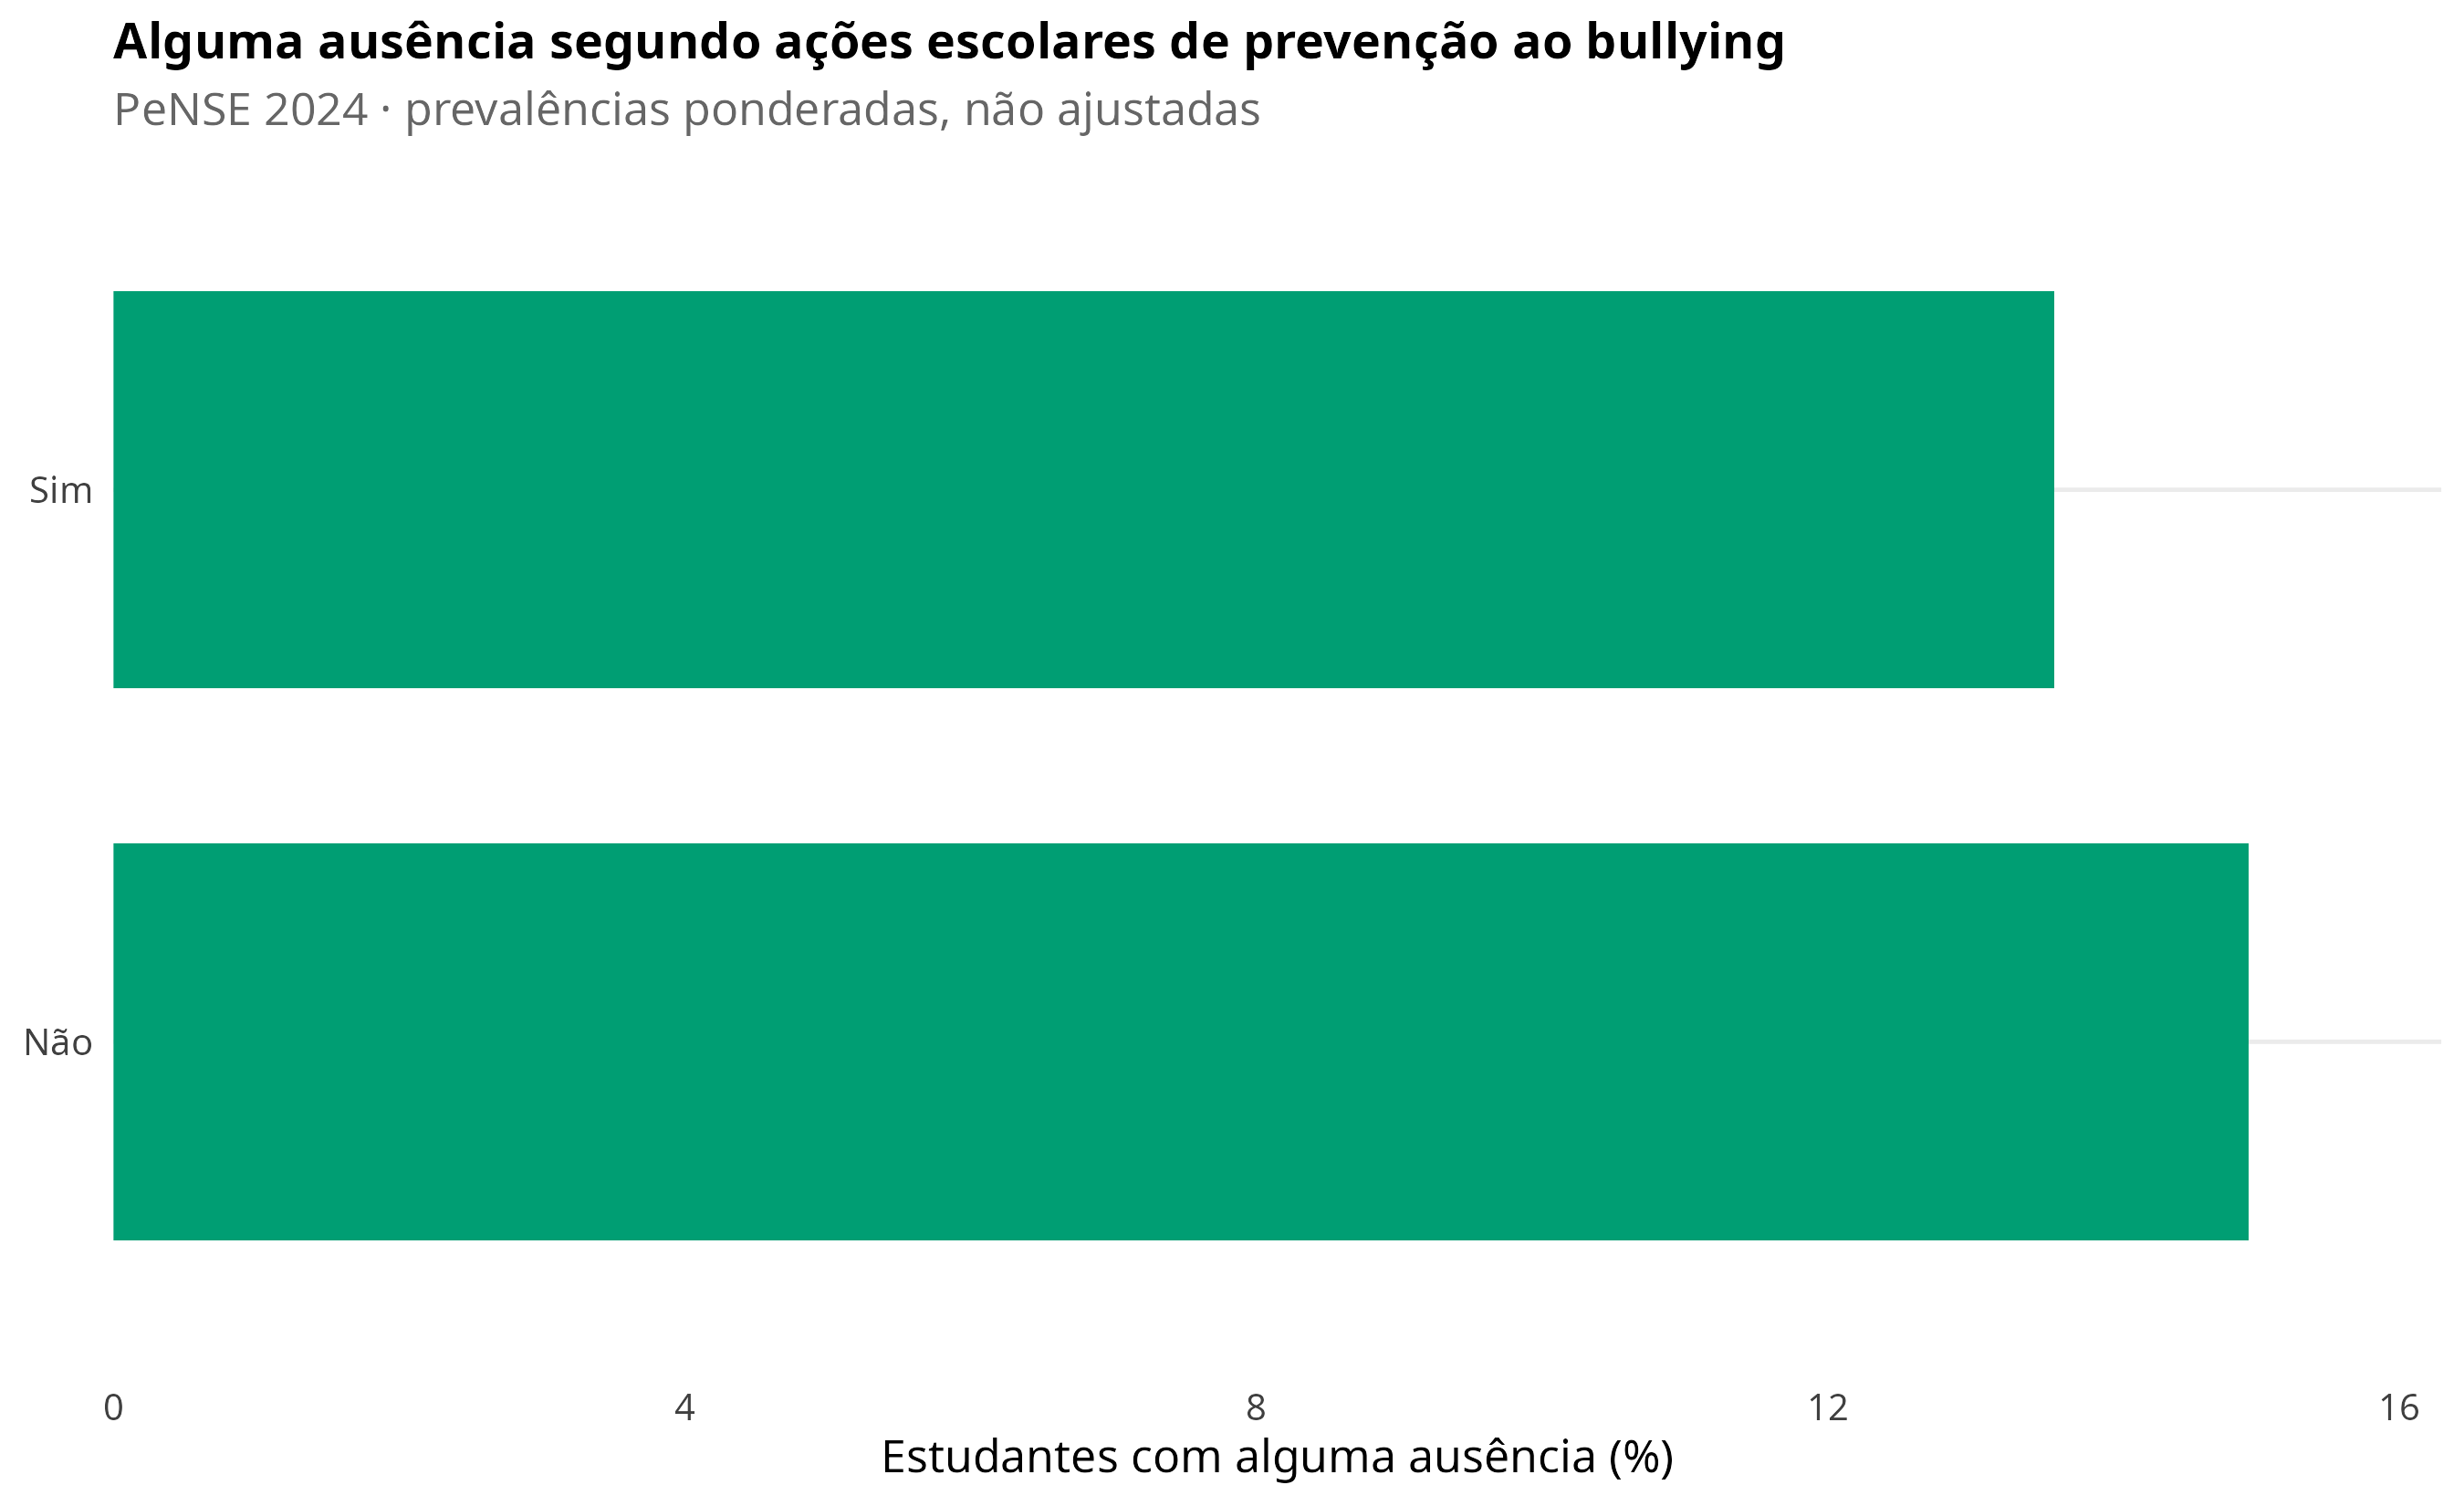 Alguma ausência segundo ações escolares de prevenção ao bullying
PeNSE 2024 · prevalências ponderadas, não ajustadas
Sim
Não
0 4 8 12 16
Estudantes com alguma ausência (%)